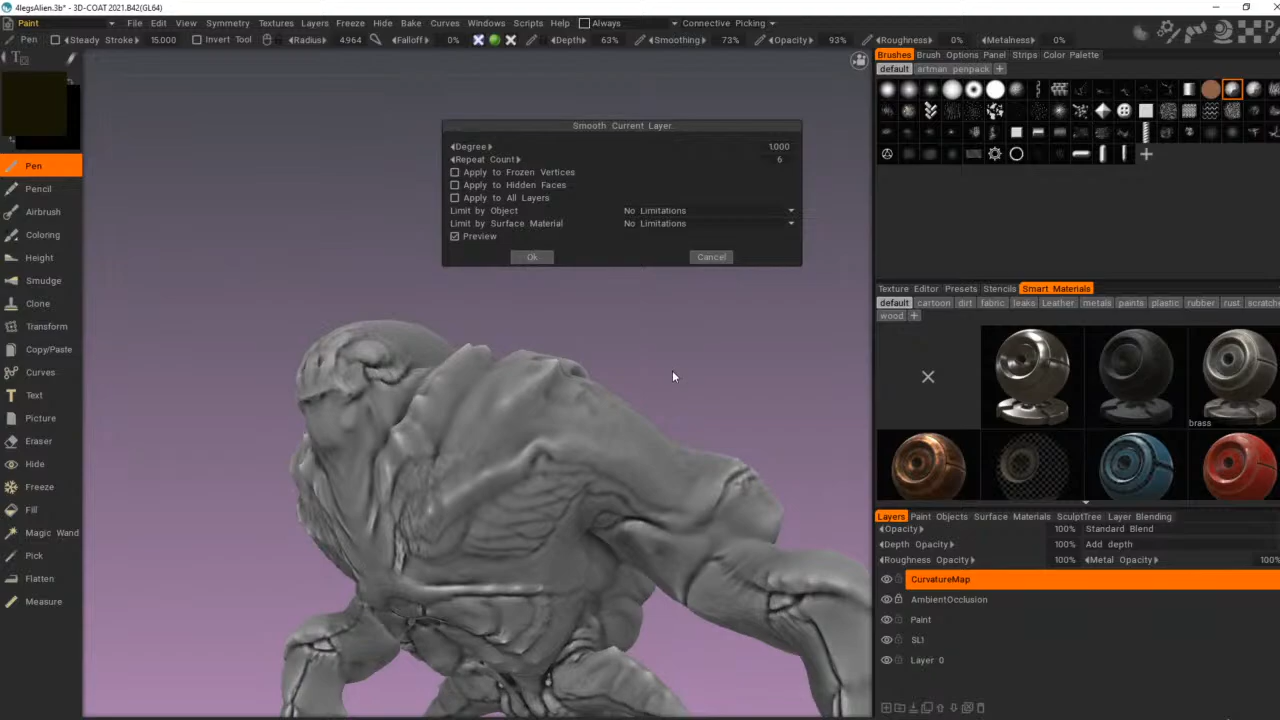 4legsAlien.3b* - 3D-COAT 2021.B42(GL64)
Paint File Edit View Symmetry Textures Layers Freeze Hide Bake Curves Windows Scripts Help Always Connective Picking
Pen Steady Stroke 15.000 Invert Tool Radius 4.964 Falloff 0% Depth 63% Smoothing 73% Opacity 93% Roughness 0% Metalness 0%
Brushes Brush Options Panel Strips Color Palette
default artman penpack
Smooth Current Layer
Degree 1.000
Repeat Count 6
Apply to Frozen Vertices
Apply to Hidden Faces
Apply to All Layers
Limit by Object No Limitations
Limit by Surface Material No Limitations
Preview
Ok Cancel
Pen
Pencil
Airbrush
Coloring
Height
Smudge
Clone
Transform
Copy/Paste
Curves
Text
Picture
Eraser
Hide
Freeze
Fill
Magic Wand
Pick
Flatten
Measure
Texture Editor Presets Stencils Smart Materials
default cartoon dirt fabric leaks Leather metals paints plastic rubber rust scratche
wood
brass
Layers Paint Objects Surface Materials SculptTree Layer Blending
Opacity 100% Standard Blend
Depth Opacity 100% Add depth
Roughness Opacity 100% Metal Opacity 100%
CurvatureMap
AmbientOcclusion
Paint
SL1
Layer 0